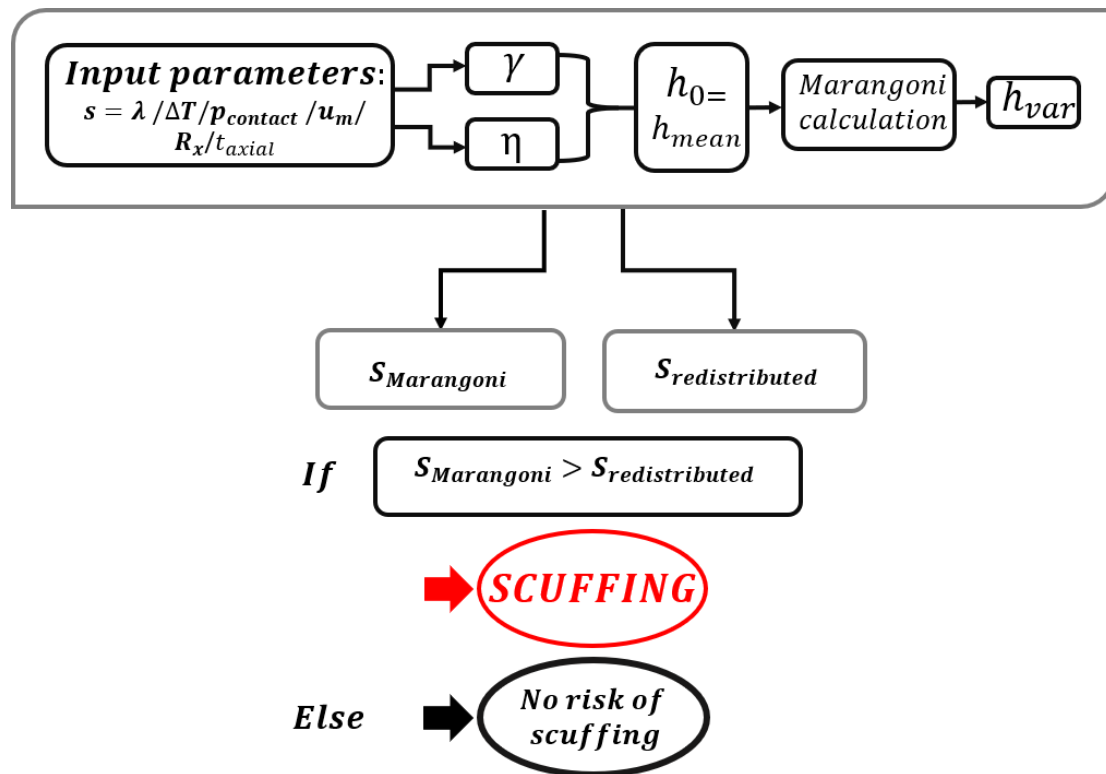 Input parameters:
s = λ /ΔT/p_contact /u_m/
R_x/t_axial
γ
η
h_0=
h_mean
Marangoni
calculation
h_var
S_Marangoni
S_redistributed
If
S_Marangoni > S_redistributed
SCUFFING
Else
No risk of
scuffing